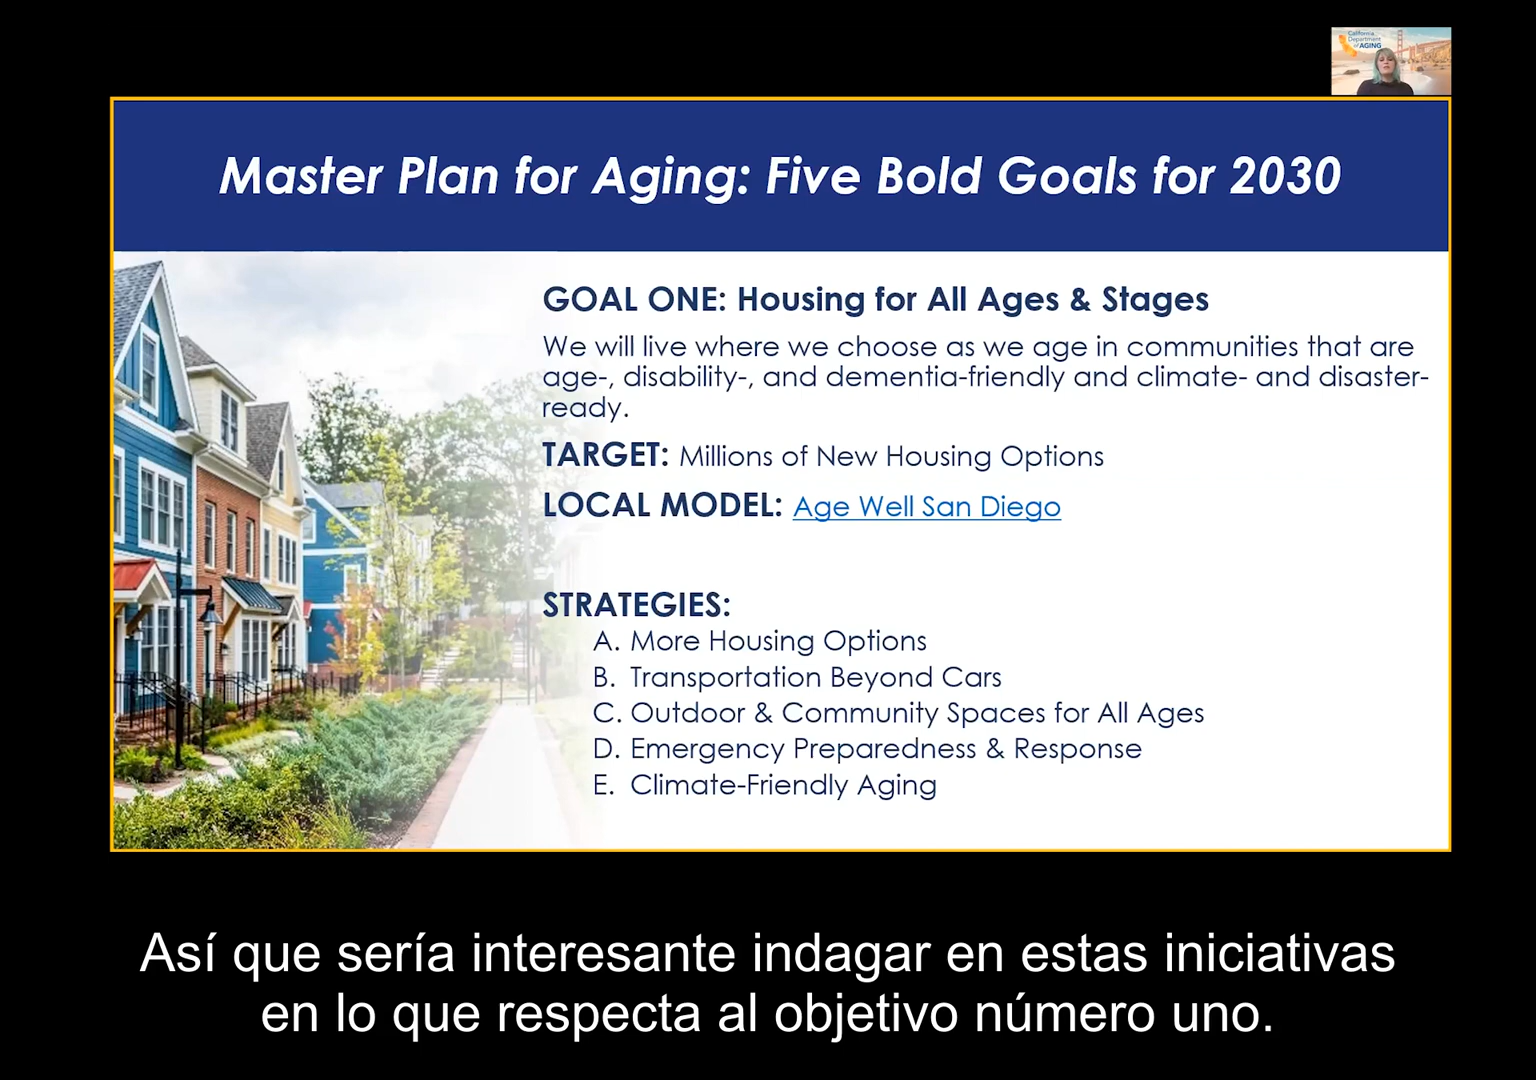 California
Department
of AGING
Master Plan for Aging: Five Bold Goals for 2030
GOAL ONE: Housing for All Ages & Stages
We will live where we choose as we age in communities that are
age-, disability-, and dementia-friendly and climate- and disaster-
ready.
TARGET: Millions of New Housing Options
LOCAL MODEL: Age Well San Diego
STRATEGIES:
A. More Housing Options
B. Transportation Beyond Cars
C. Outdoor & Community Spaces for All Ages
D. Emergency Preparedness & Response
E. Climate-Friendly Aging
Así que sería interesante indagar en estas iniciativas
en lo que respecta al objetivo número uno.